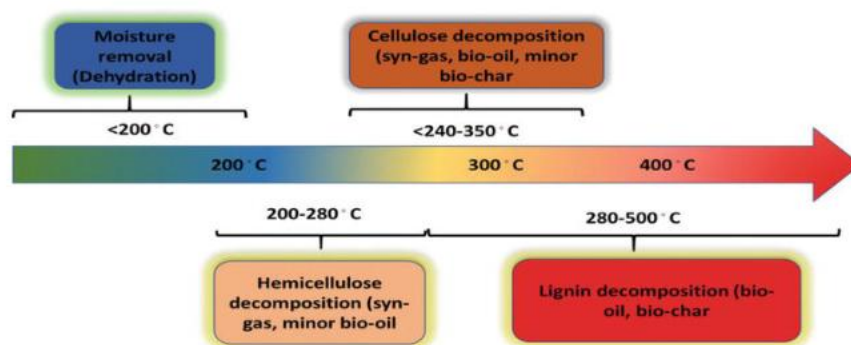 Moisture
removal
(Dehydration)
Cellulose decomposition
(syn-gas, bio-oil, minor
bio-char
<200°C
<240-350°C
200°C
300°C
400°C
200-280°C
280-500°C
Hemicellulose
decomposition (syn-
gas, minor bio-oil
Lignin decomposition (bio-
oil, bio-char